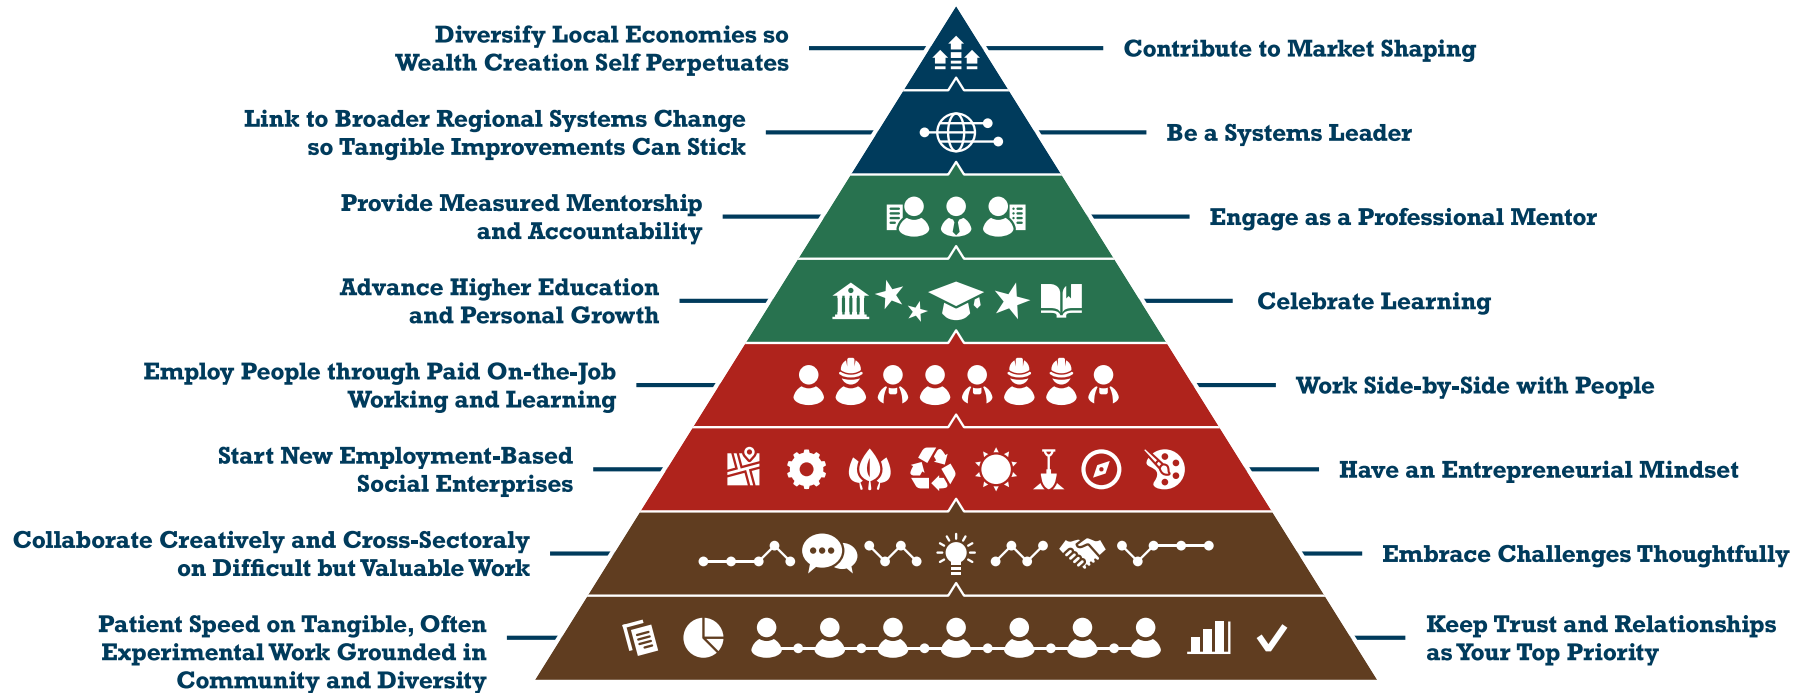 Diversify Local Economies so
Wealth Creation Self Perpetuates
Contribute to Market Shaping
Link to Broader Regional Systems Change
so Tangible Improvements Can Stick
Be a Systems Leader
Provide Measured Mentorship
and Accountability
Engage as a Professional Mentor
Advance Higher Education
and Personal Growth
Celebrate Learning
Employ People through Paid On-the-Job
Working and Learning
Work Side-by-Side with People
Start New Employment-Based
Social Enterprises
Have an Entrepreneurial Mindset
Collaborate Creatively and Cross-Sectoraly
on Difficult but Valuable Work
Embrace Challenges Thoughtfully
Patient Speed on Tangible, Often
Experimental Work Grounded in
Community and Diversity
Keep Trust and Relationships
as Your Top Priority